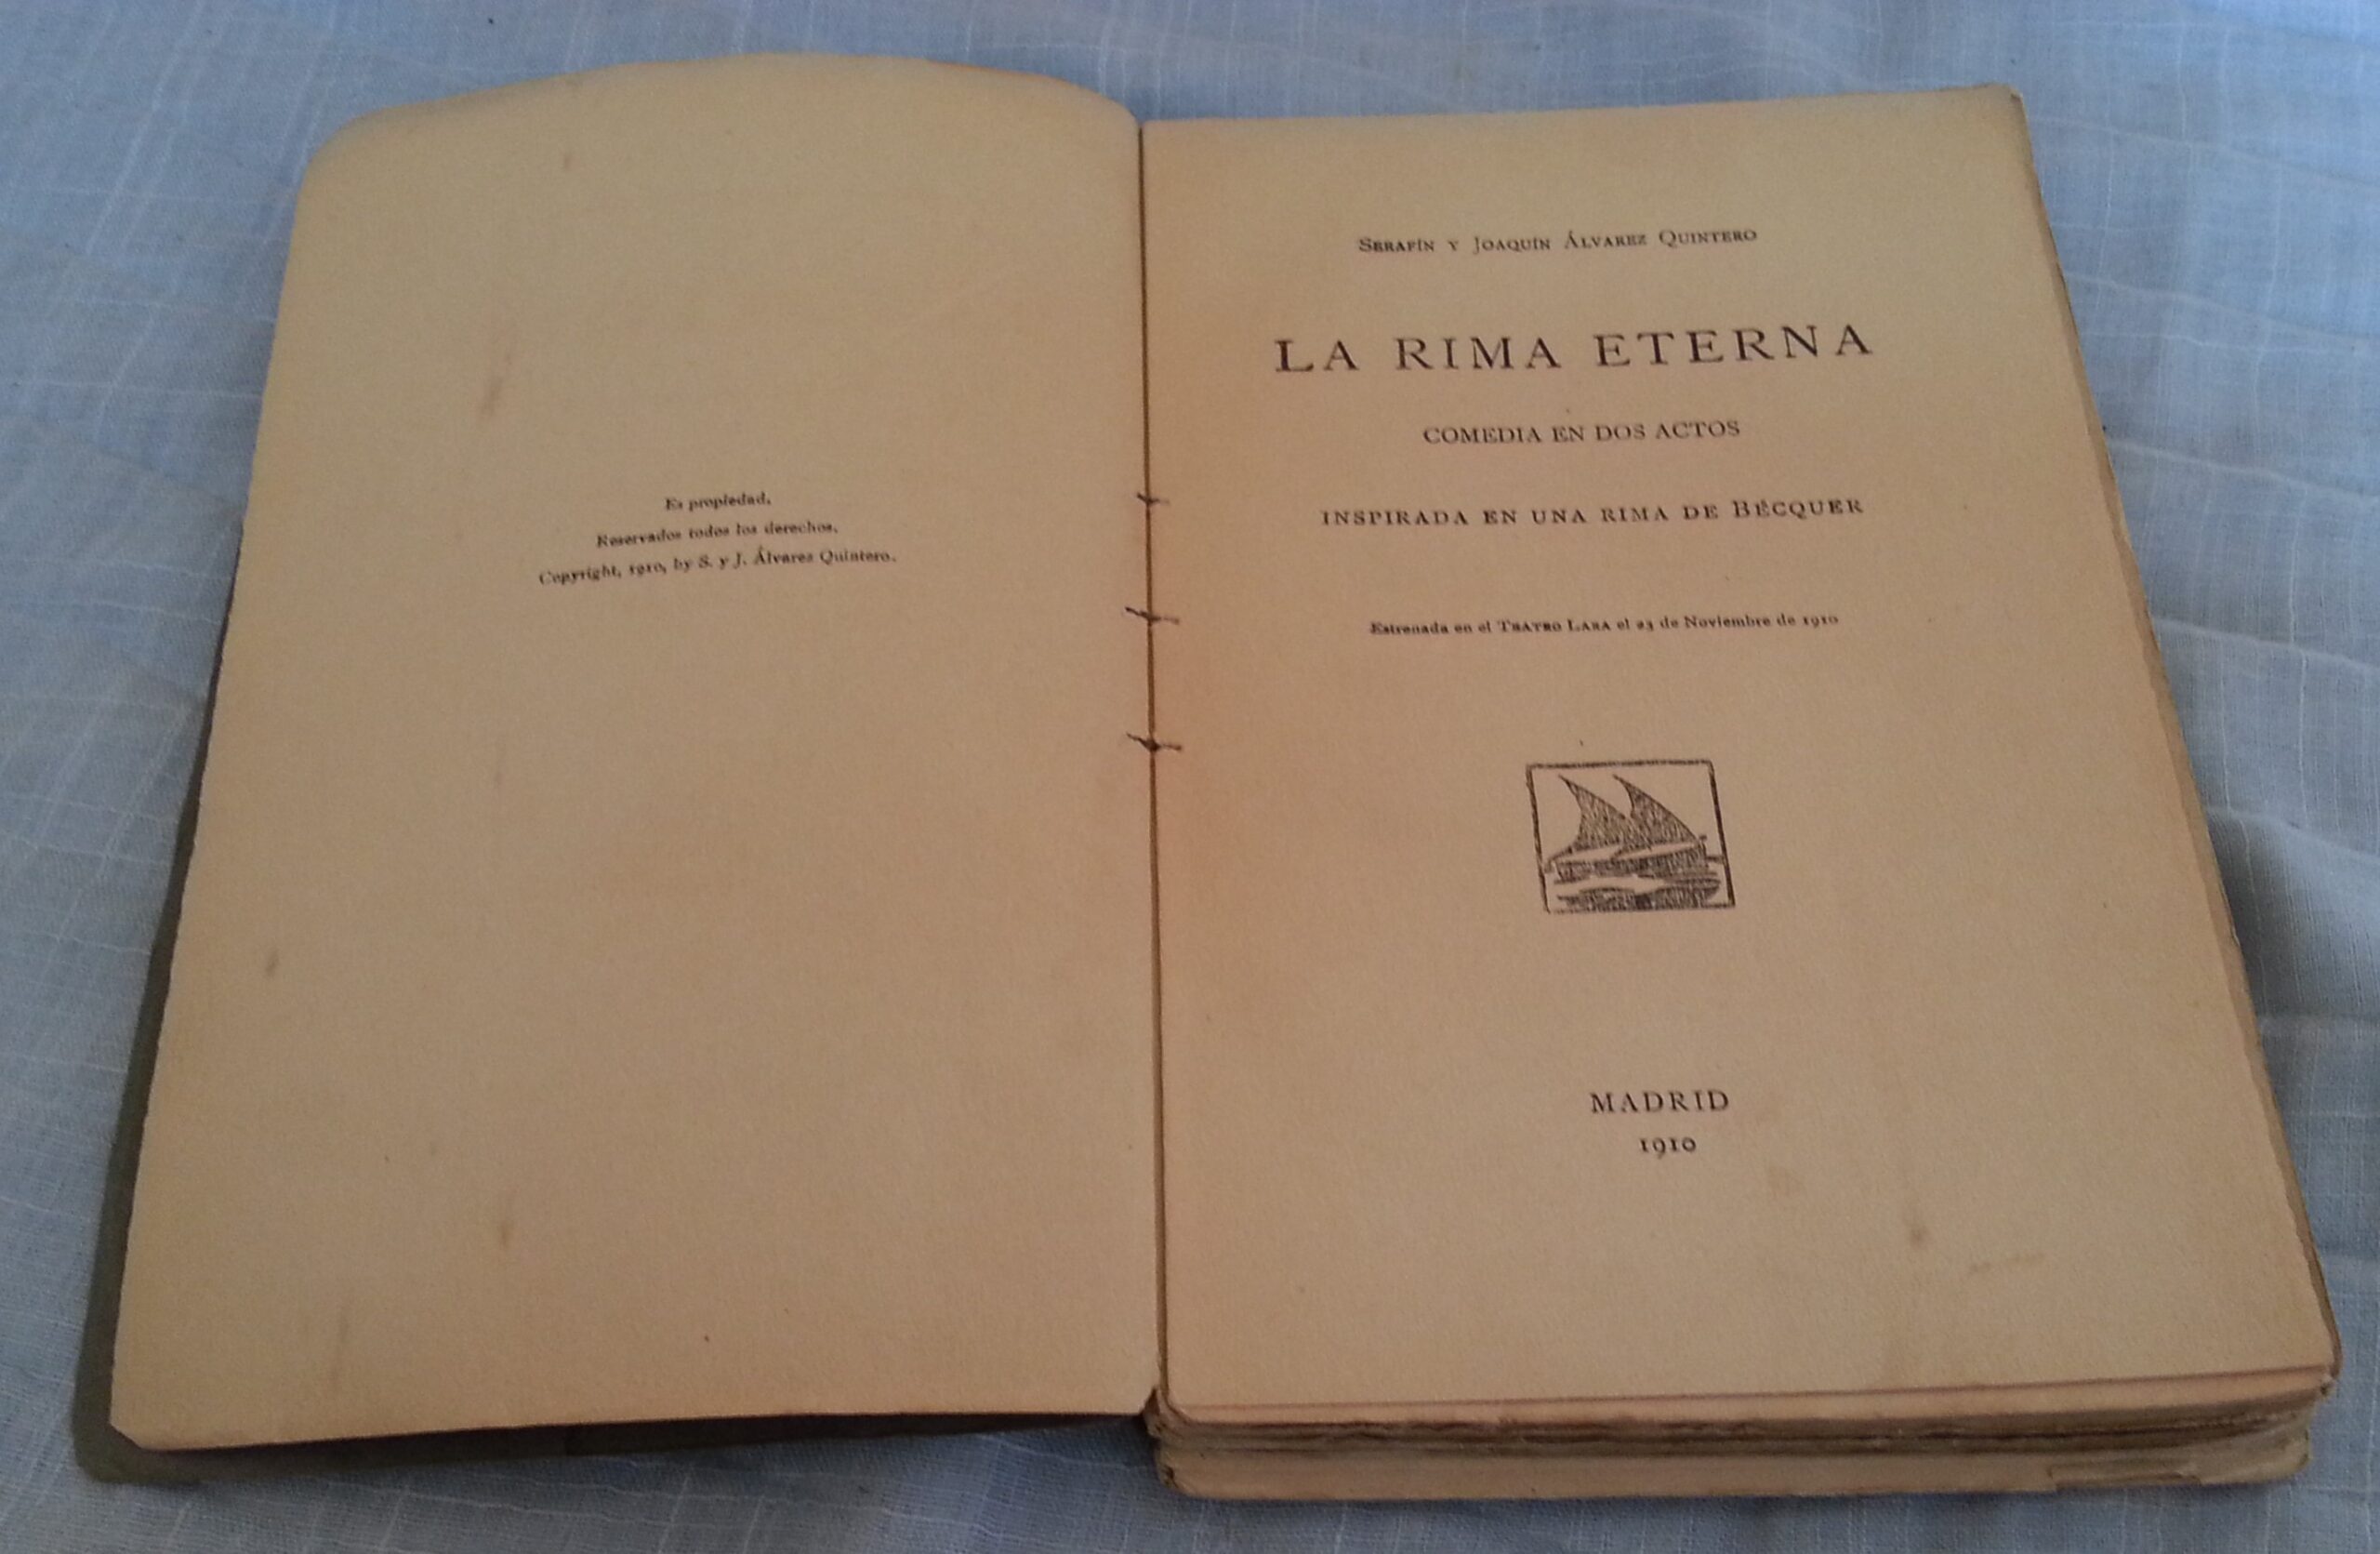 Es propiedad.
Reservados todos los derechos.
Copyright, 1910, by S. y J. Álvarez Quintero.
Serafín y Joaquín Álvarez Quintero
LA RIMA ETERNA
COMEDIA EN DOS ACTOS
INSPIRADA EN UNA RIMA DE BÉCQUER
Estrenada en el TEATRO LARA el 23 de Noviembre de 1910
MADRID
1910